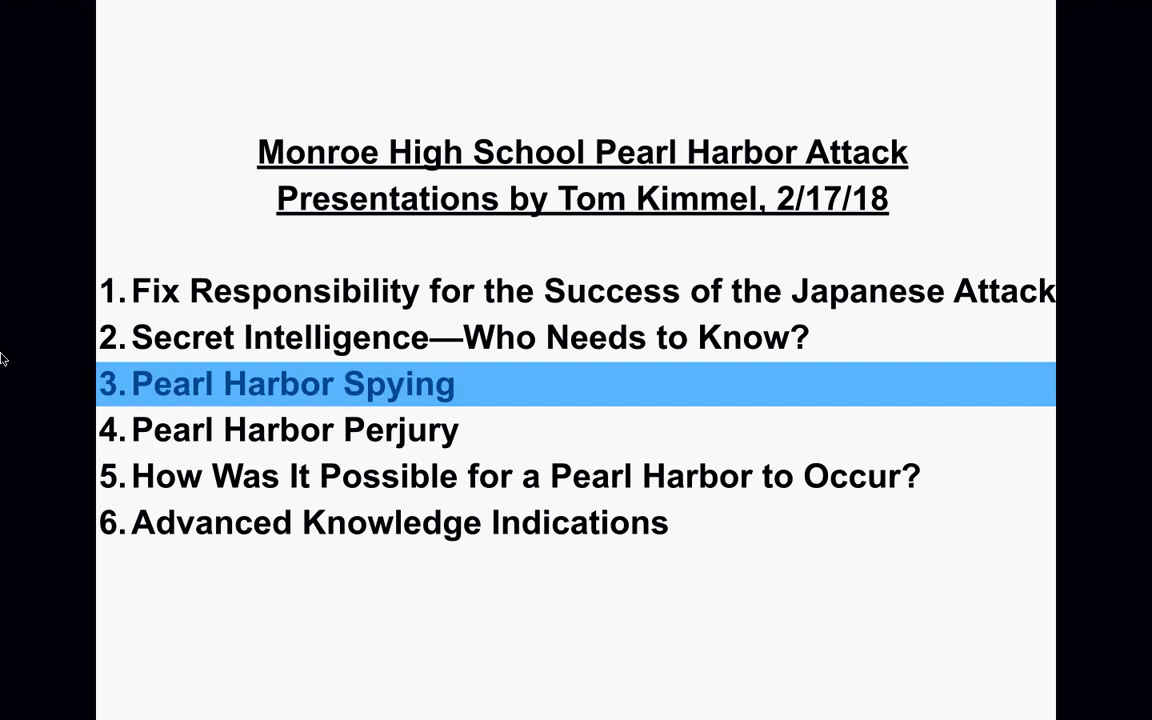 Monroe High School Pearl Harbor Attack
Presentations by Tom Kimmel, 2/17/18
1. Fix Responsibility for the Success of the Japanese Attack
2. Secret Intelligence—Who Needs to Know?
3. Pearl Harbor Spying
4. Pearl Harbor Perjury
5. How Was It Possible for a Pearl Harbor to Occur?
6. Advanced Knowledge Indications